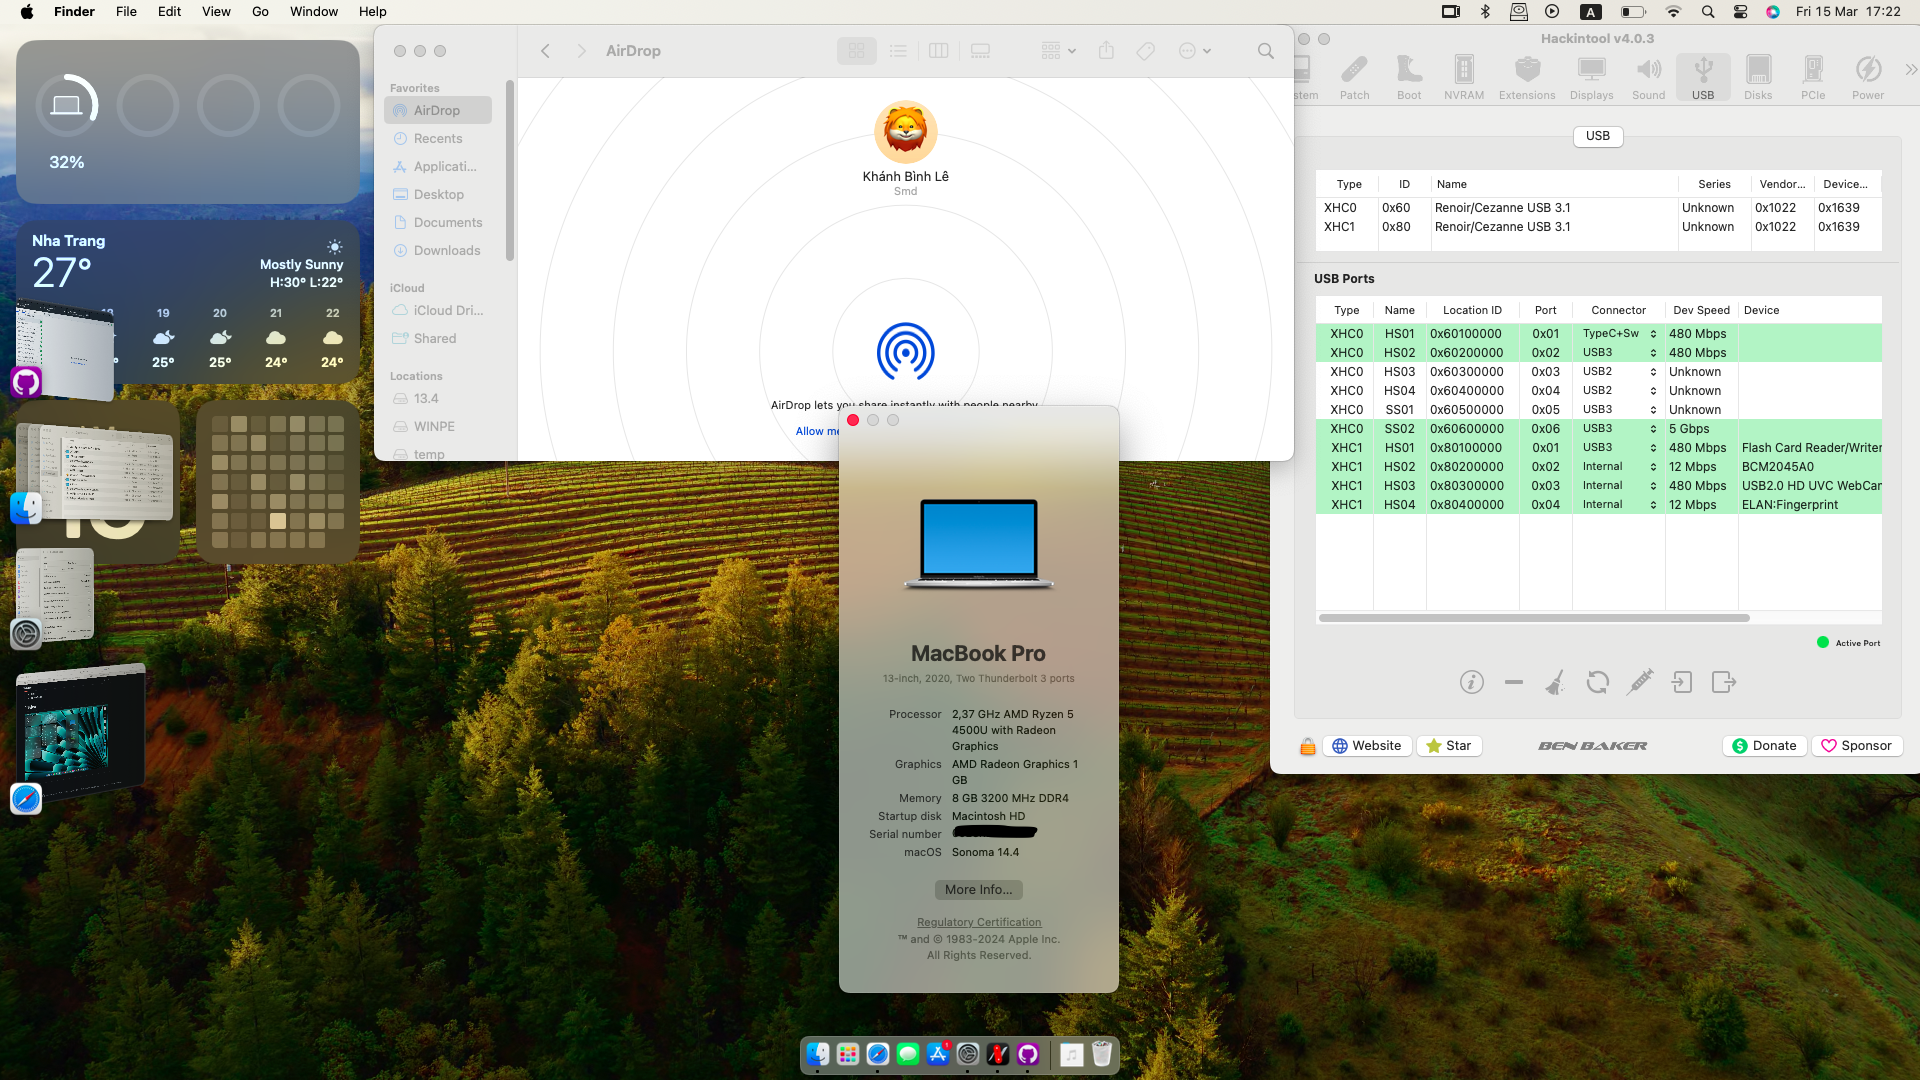 Finder File Edit View Go Window Help
A
Fri 15 Mar 17:22
32%
Nha Trang
27°
Mostly Sunny
H:30° L:22°
19 20 21 22
25° 25° 24° 24°
AirDrop
Favorites
AirDrop
Recents
Applicati...
Desktop
Documents
Downloads
iCloud
iCloud Dri...
Shared
Locations
13.4
WINPE
temp
Khánh Bình Lê
Smd
AirDrop lets you share instantly with people nearby.
Allow me
Hackintool v4.0.3
stem Patch Boot NVRAM Extensions Displays Sound USB Disks PCIe Power
USB
Type ID Name Series Vendor... Device...
XHC0 0x60 Renoir/Cezanne USB 3.1 Unknown 0x1022 0x1639
XHC1 0x80 Renoir/Cezanne USB 3.1 Unknown 0x1022 0x1639
USB Ports
Type Name Location ID Port Connector Dev Speed Device
XHC0 HS01 0x60100000 0x01 TypeC+Sw 480 Mbps
XHC0 HS02 0x60200000 0x02 USB3 480 Mbps
XHC0 HS03 0x60300000 0x03 USB2 Unknown
XHC0 HS04 0x60400000 0x04 USB2 Unknown
XHC0 SS01 0x60500000 0x05 USB3 Unknown
XHC0 SS02 0x60600000 0x06 USB3 5 Gbps
XHC1 HS01 0x80100000 0x01 USB3 480 Mbps Flash Card Reader/Writer
XHC1 HS02 0x80200000 0x02 Internal 12 Mbps BCM2045A0
XHC1 HS03 0x80300000 0x03 Internal 480 Mbps USB2.0 HD UVC WebCam
XHC1 HS04 0x80400000 0x04 Internal 12 Mbps ELAN:Fingerprint
Active Port
Website Star BEN BAKER Donate Sponsor
MacBook Pro
13-inch, 2020, Two Thunderbolt 3 ports
Processor 2,37 GHz AMD Ryzen 5
4500U with Radeon
Graphics
Graphics AMD Radeon Graphics 1
GB
Memory 8 GB 3200 MHz DDR4
Startup disk Macintosh HD
Serial number
macOS Sonoma 14.4
More Info...
Regulatory Certification
™ and © 1983-2024 Apple Inc.
All Rights Reserved.